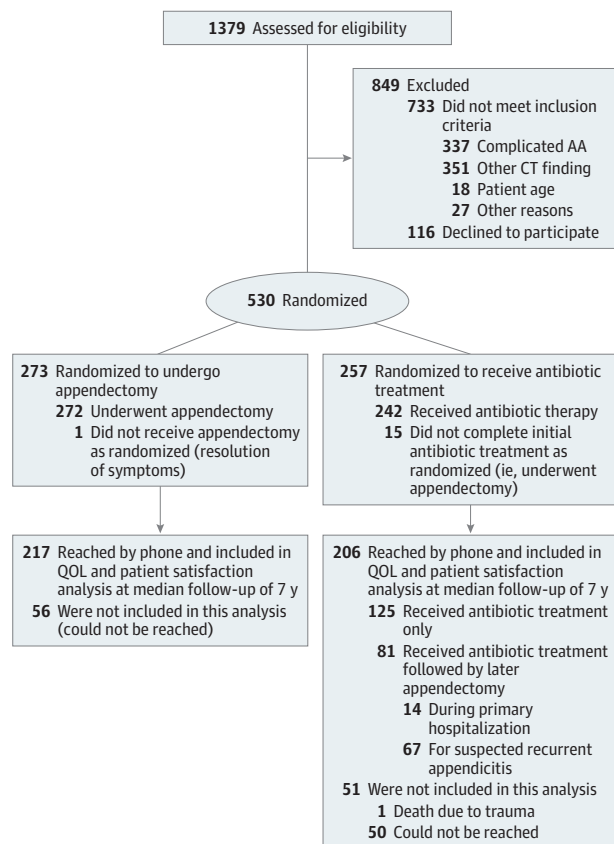 1379 Assessed for eligibility
849 Excluded
733 Did not meet inclusion
criteria
337 Complicated AA
351 Other CT finding
18 Patient age
27 Other reasons
116 Declined to participate
530 Randomized
273 Randomized to undergo
appendectomy
272 Underwent appendectomy
1 Did not receive appendectomy
as randomized (resolution
of symptoms)
257 Randomized to receive antibiotic
treatment
242 Received antibiotic therapy
15 Did not complete initial
antibiotic treatment as
randomized (ie, underwent
appendectomy)
217 Reached by phone and included in
QOL and patient satisfaction
analysis at median follow-up of 7 y
56 Were not included in this analysis
(could not be reached)
206 Reached by phone and included in
QOL and patient satisfaction
analysis at median follow-up of 7 y
125 Received antibiotic treatment
only
81 Received antibiotic treatment
followed by later
appendectomy
14 During primary
hospitalization
67 For suspected recurrent
appendicitis
51 Were not included in this analysis
1 Death due to trauma
50 Could not be reached